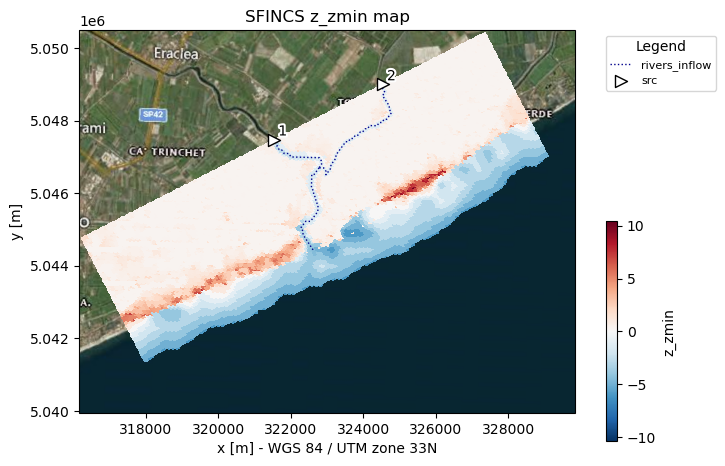 SFINCS z_zmin map
1e6
Legend
rivers_inflow
src
5.050
5.048
5.046
5.044
5.042
5.040
y [m]
Eraclea
SP42
CA' TRINCHET
1
2
318000
320000
322000
324000
326000
328000
x [m] - WGS 84 / UTM zone 33N
10
5
0
−5
−10
z_zmin